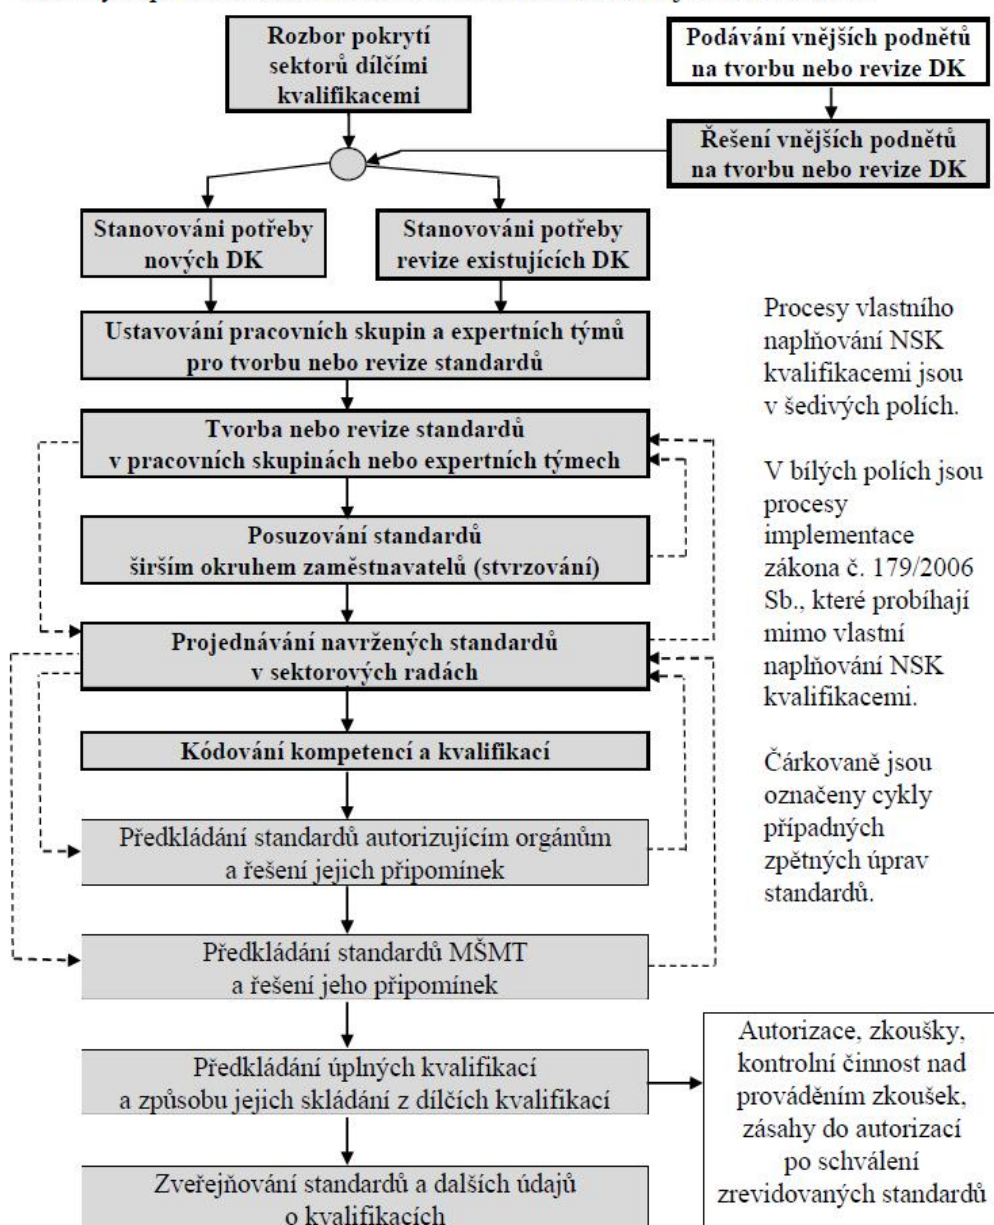 Rozbor pokrytí
sektorů dílčími
kvalifikacemi
Podávání vnějších podnětů
na tvorbu nebo revize DK
Řešení vnějších podnětů
na tvorbu nebo revize DK
Stanovováni potřeby
nových DK
Stanovováni potřeby
revize existujících DK
Ustavování pracovních skupin a expertních týmů
pro tvorbu nebo revize standardů
Tvorba nebo revize standardů
v pracovních skupinách nebo expertních týmech
Posuzování standardů
širším okruhem zaměstnavatelů (stvrzování)
Projednávání navržených standardů
v sektorových radách
Kódování kompetencí a kvalifikací
Předkládání standardů autorizujícím orgánům
a řešení jejich připomínek
Předkládání standardů MŠMT
a řešení jeho připomínek
Předkládání úplných kvalifikací
a způsobu jejich skládání z dílčích kvalifikací
Zveřejňování standardů a dalších údajů
o kvalifikacích
Procesy vlastního
naplňování NSK
kvalifikacemi jsou
v šedivých polích.
V bílých polích jsou
procesy
implementace
zákona č. 179/2006
Sb., které probíhají
mimo vlastní
naplňování NSK
kvalifikacemi.
Čárkovaně jsou
označeny cykly
případných
zpětných úprav
standardů.
Autorizace, zkoušky,
kontrolní činnost nad
prováděním zkoušek,
zásahy do autorizací
po schválení
zrevidovaných standardů